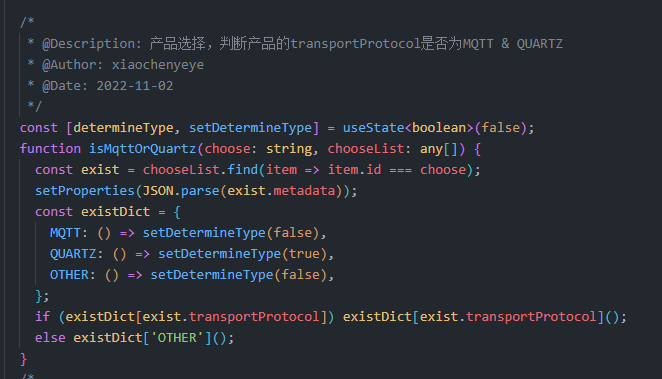 /*
 * @Description: 产品选择，判断产品的transportProtocol是否为MQTT & QUARTZ
 * @Author: xiaochenyeye
 * @Date: 2022-11-02
 */
const [determineType, setDetermineType] = useState<boolean>(false);
function isMqttOrQuartz(choose: string, chooseList: any[]) {
  const exist = chooseList.find(item => item.id === choose);
  setProperties(JSON.parse(exist.metadata));
  const existDict = {
    MQTT: () => setDetermineType(false),
    QUARTZ: () => setDetermineType(true),
    OTHER: () => setDetermineType(false),
  };
  if (existDict[exist.transportProtocol]) existDict[exist.transportProtocol]();
  else existDict['OTHER']();
}
/*